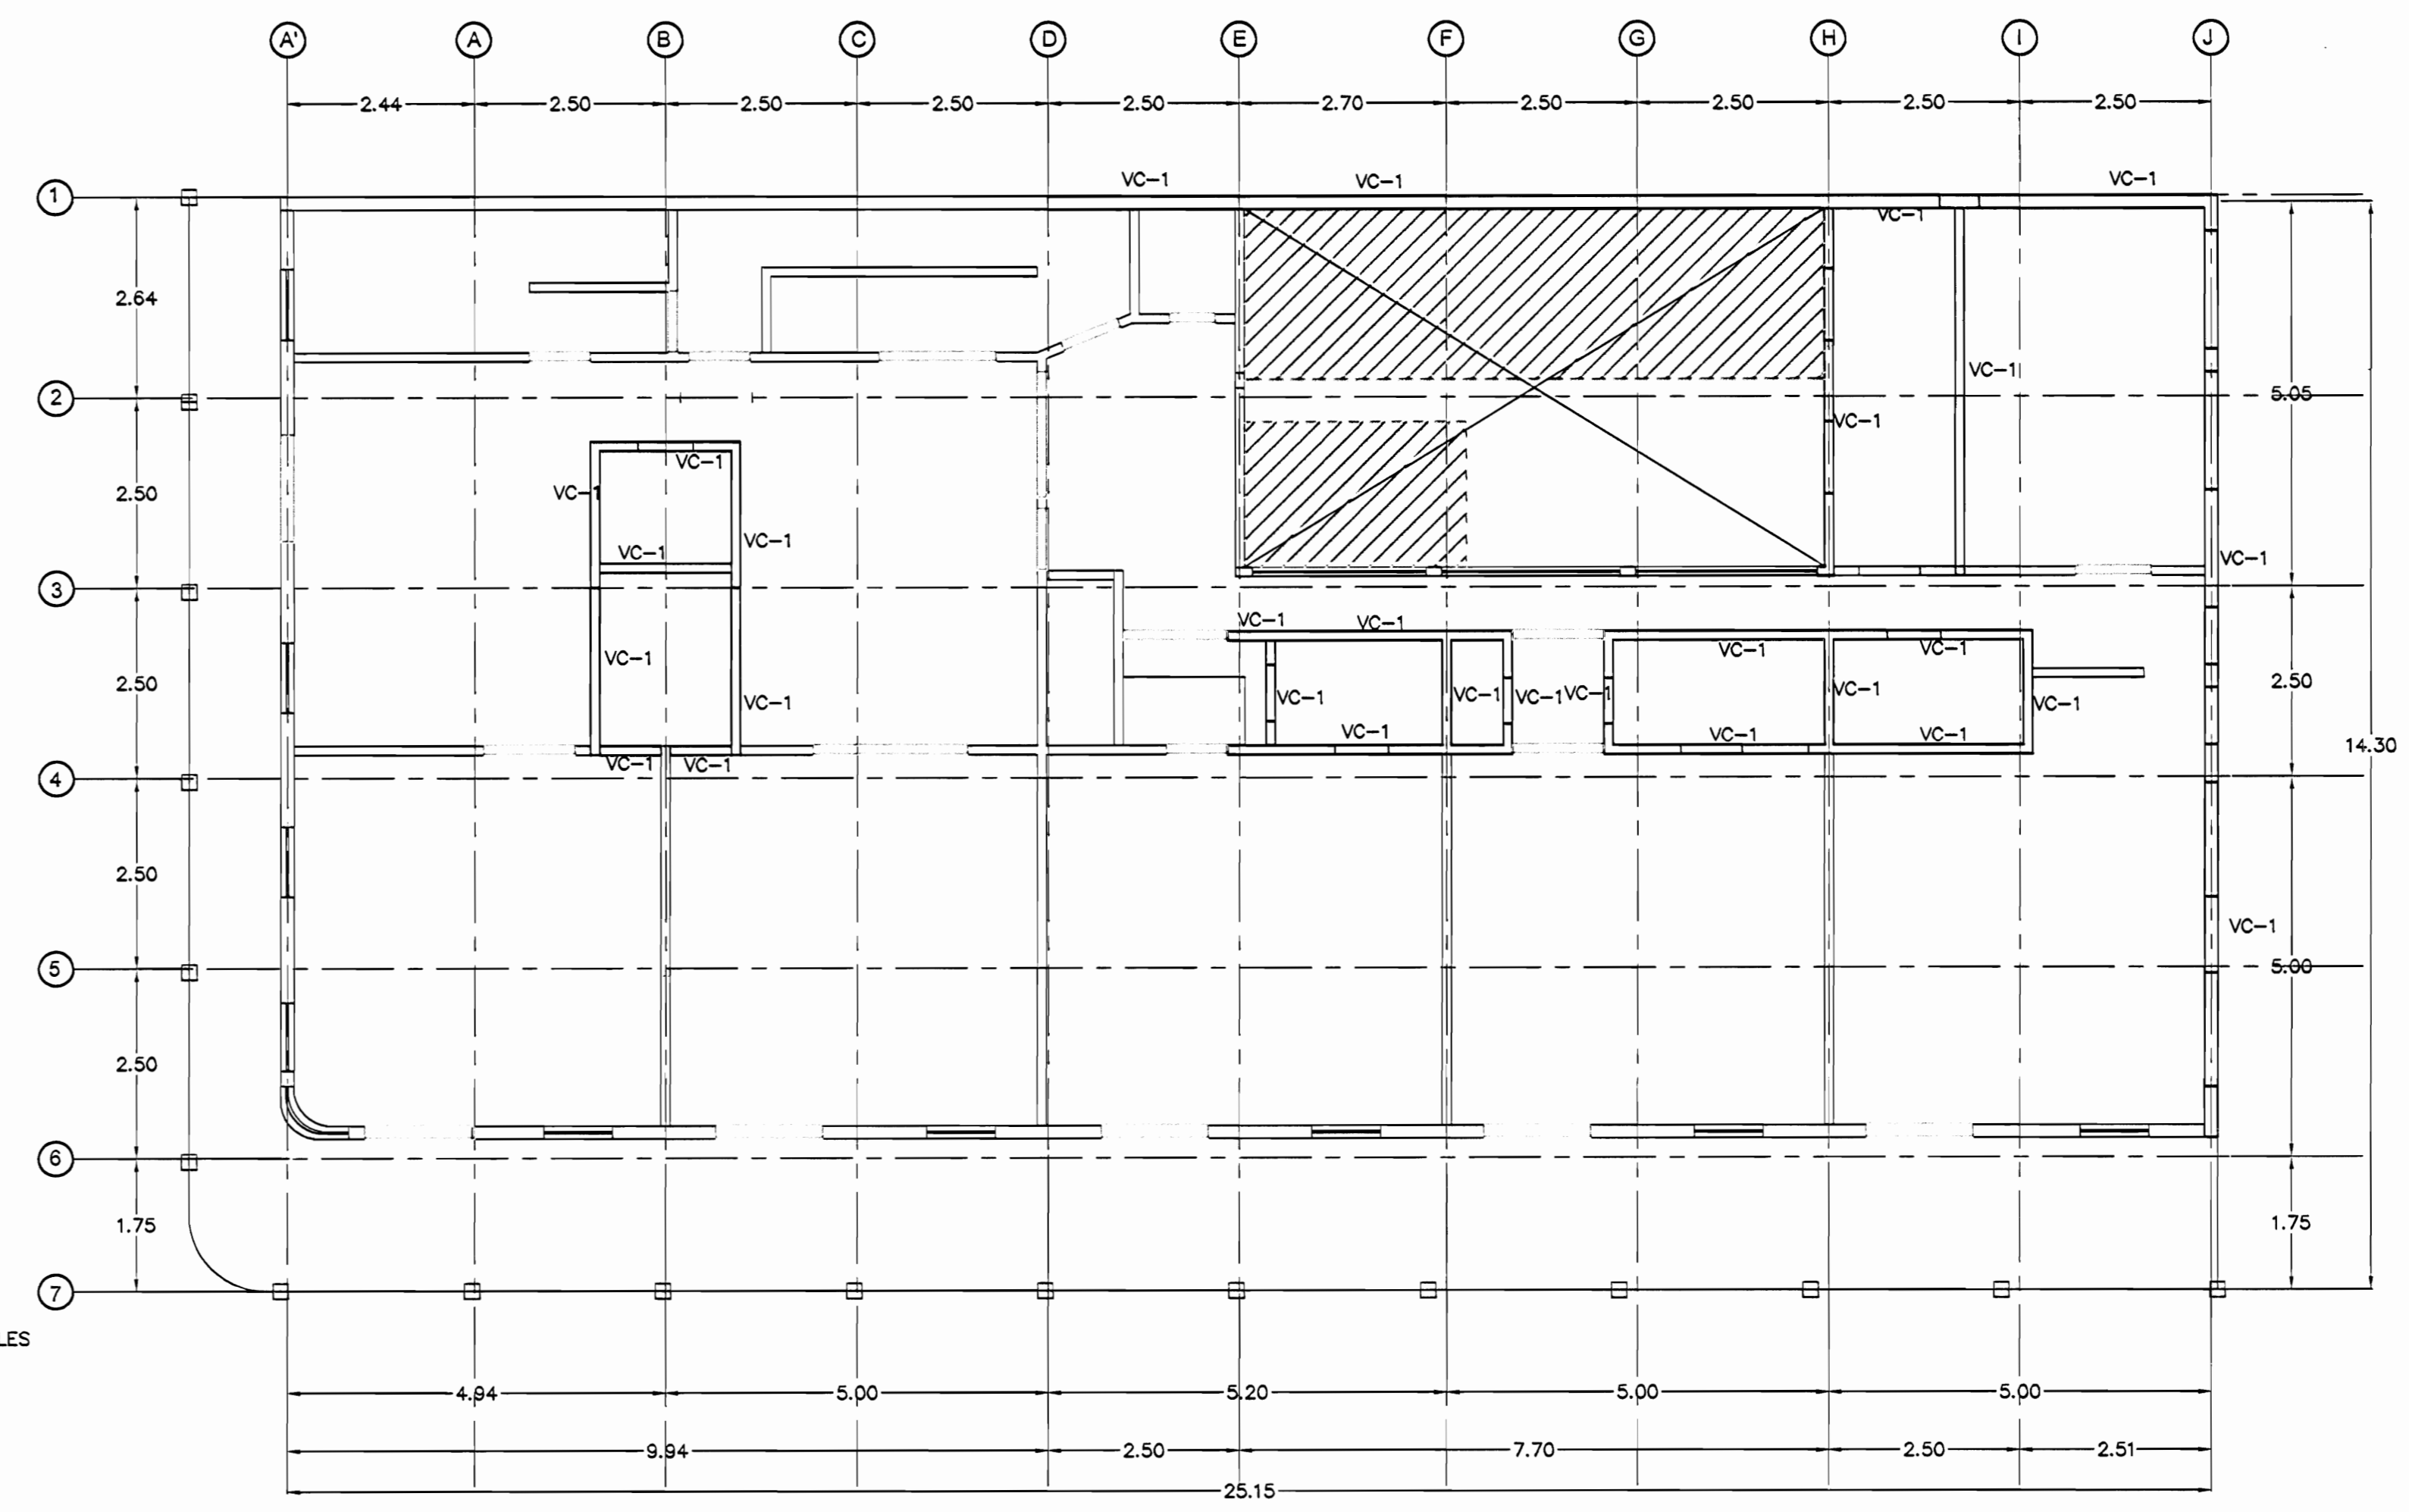 A' A B C D E F G H I J
2.44 2.50 2.50 2.50 2.50 2.70 2.50 2.50 2.50 2.50
VC-1 VC-1 VC-1
1
VC-1
2.64
VC-1
2 5.05
VC-1
VC-1
2.50 VC-1
VC-1
VC-1 VC-1
3
VC-1 VC-1
VC-1 VC-1 VC-1
2.50 2.50
VC-1 VC-1 VC-1 VC-1 VC-1
VC-1 VC-1
VC-1 VC-1 VC-1
14.30
VC-1 VC-1
4
2.50
VC-1
5 5.00
2.50
6
1.75 1.75
7
LES
4.94 5.00 5.20 5.00 5.00
9.94 2.50 7.70 2.50 2.51
25.15